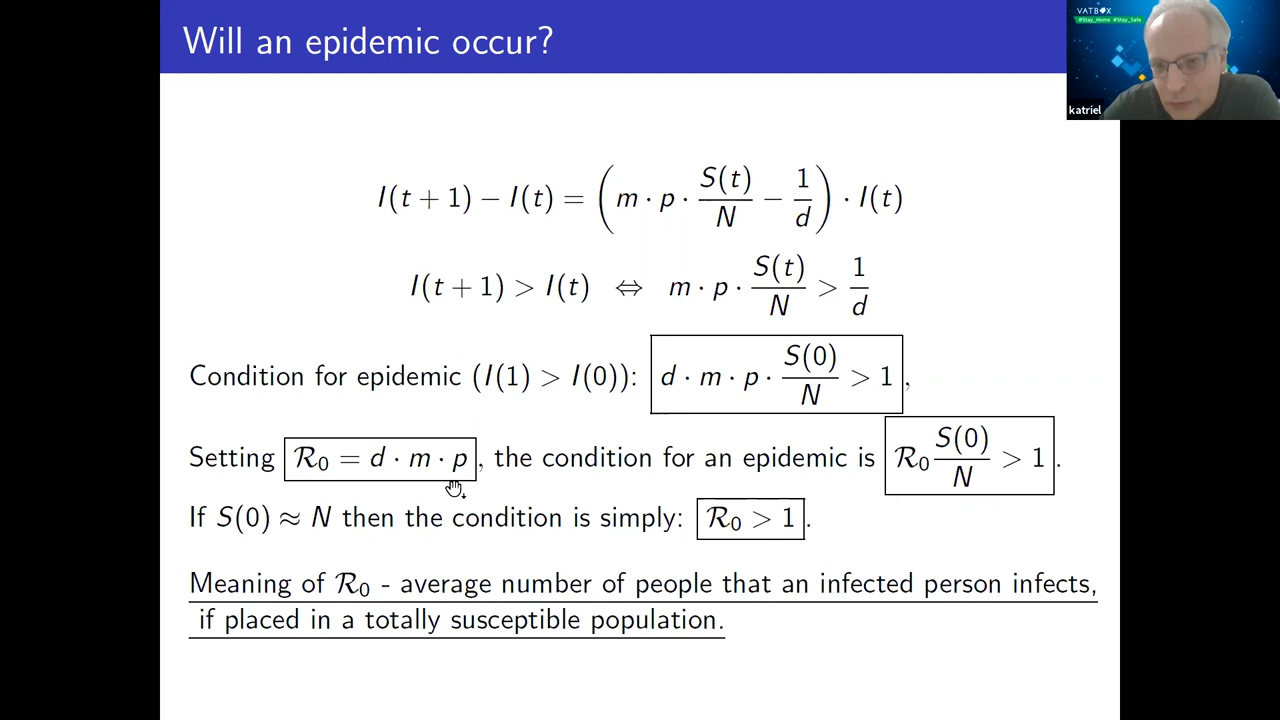 Will an epidemic occur?
VATBOX
#Stay_Home #Stay_Safe
katriel
I(t + 1) − I(t) = (m · p · S(t)/N − 1/d) · I(t)
I(t + 1) > I(t) ⇔ m · p · S(t)/N > 1/d
Condition for epidemic (I(1) > I(0)): d · m · p · S(0)/N > 1,
Setting R₀ = d · m · p, the condition for an epidemic is R₀ S(0)/N > 1.
If S(0) ≈ N then the condition is simply: R₀ > 1.
Meaning of R₀ - average number of people that an infected person infects,
if placed in a totally susceptible population.